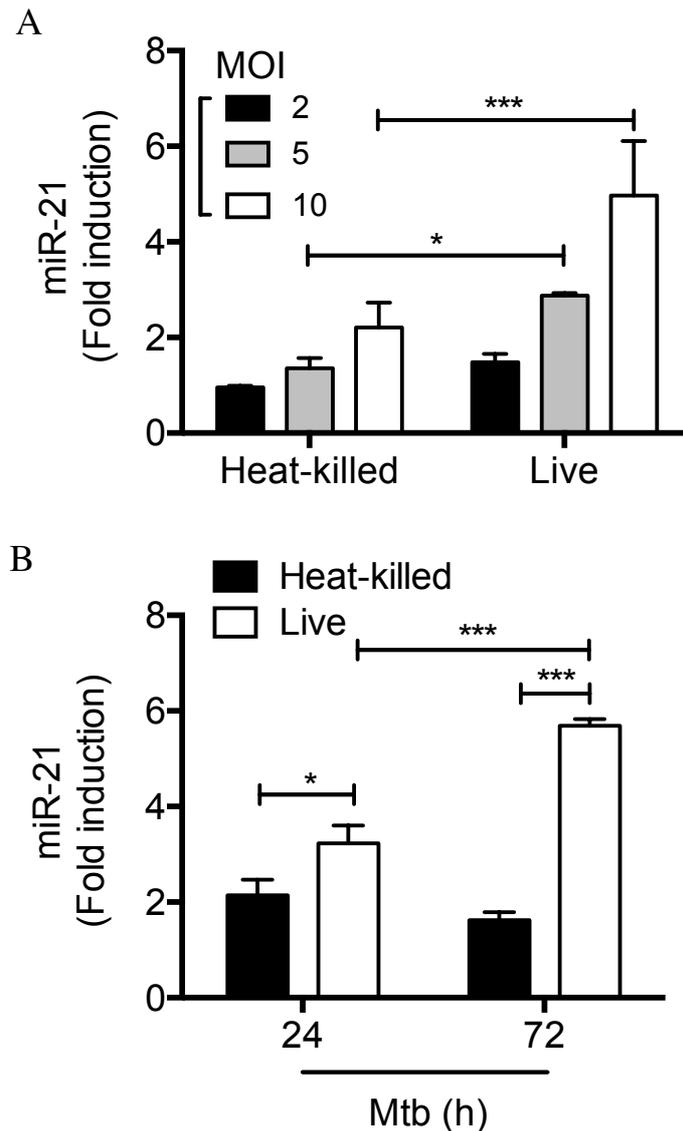 A
miR-21
(Fold induction)
8
6
4
2
0
MOI
2
5
10
***
*
Heat-killed
Live
B
miR-21
(Fold induction)
8
6
4
2
0
Heat-killed
Live
***
***
*
24
72
Mtb (h)